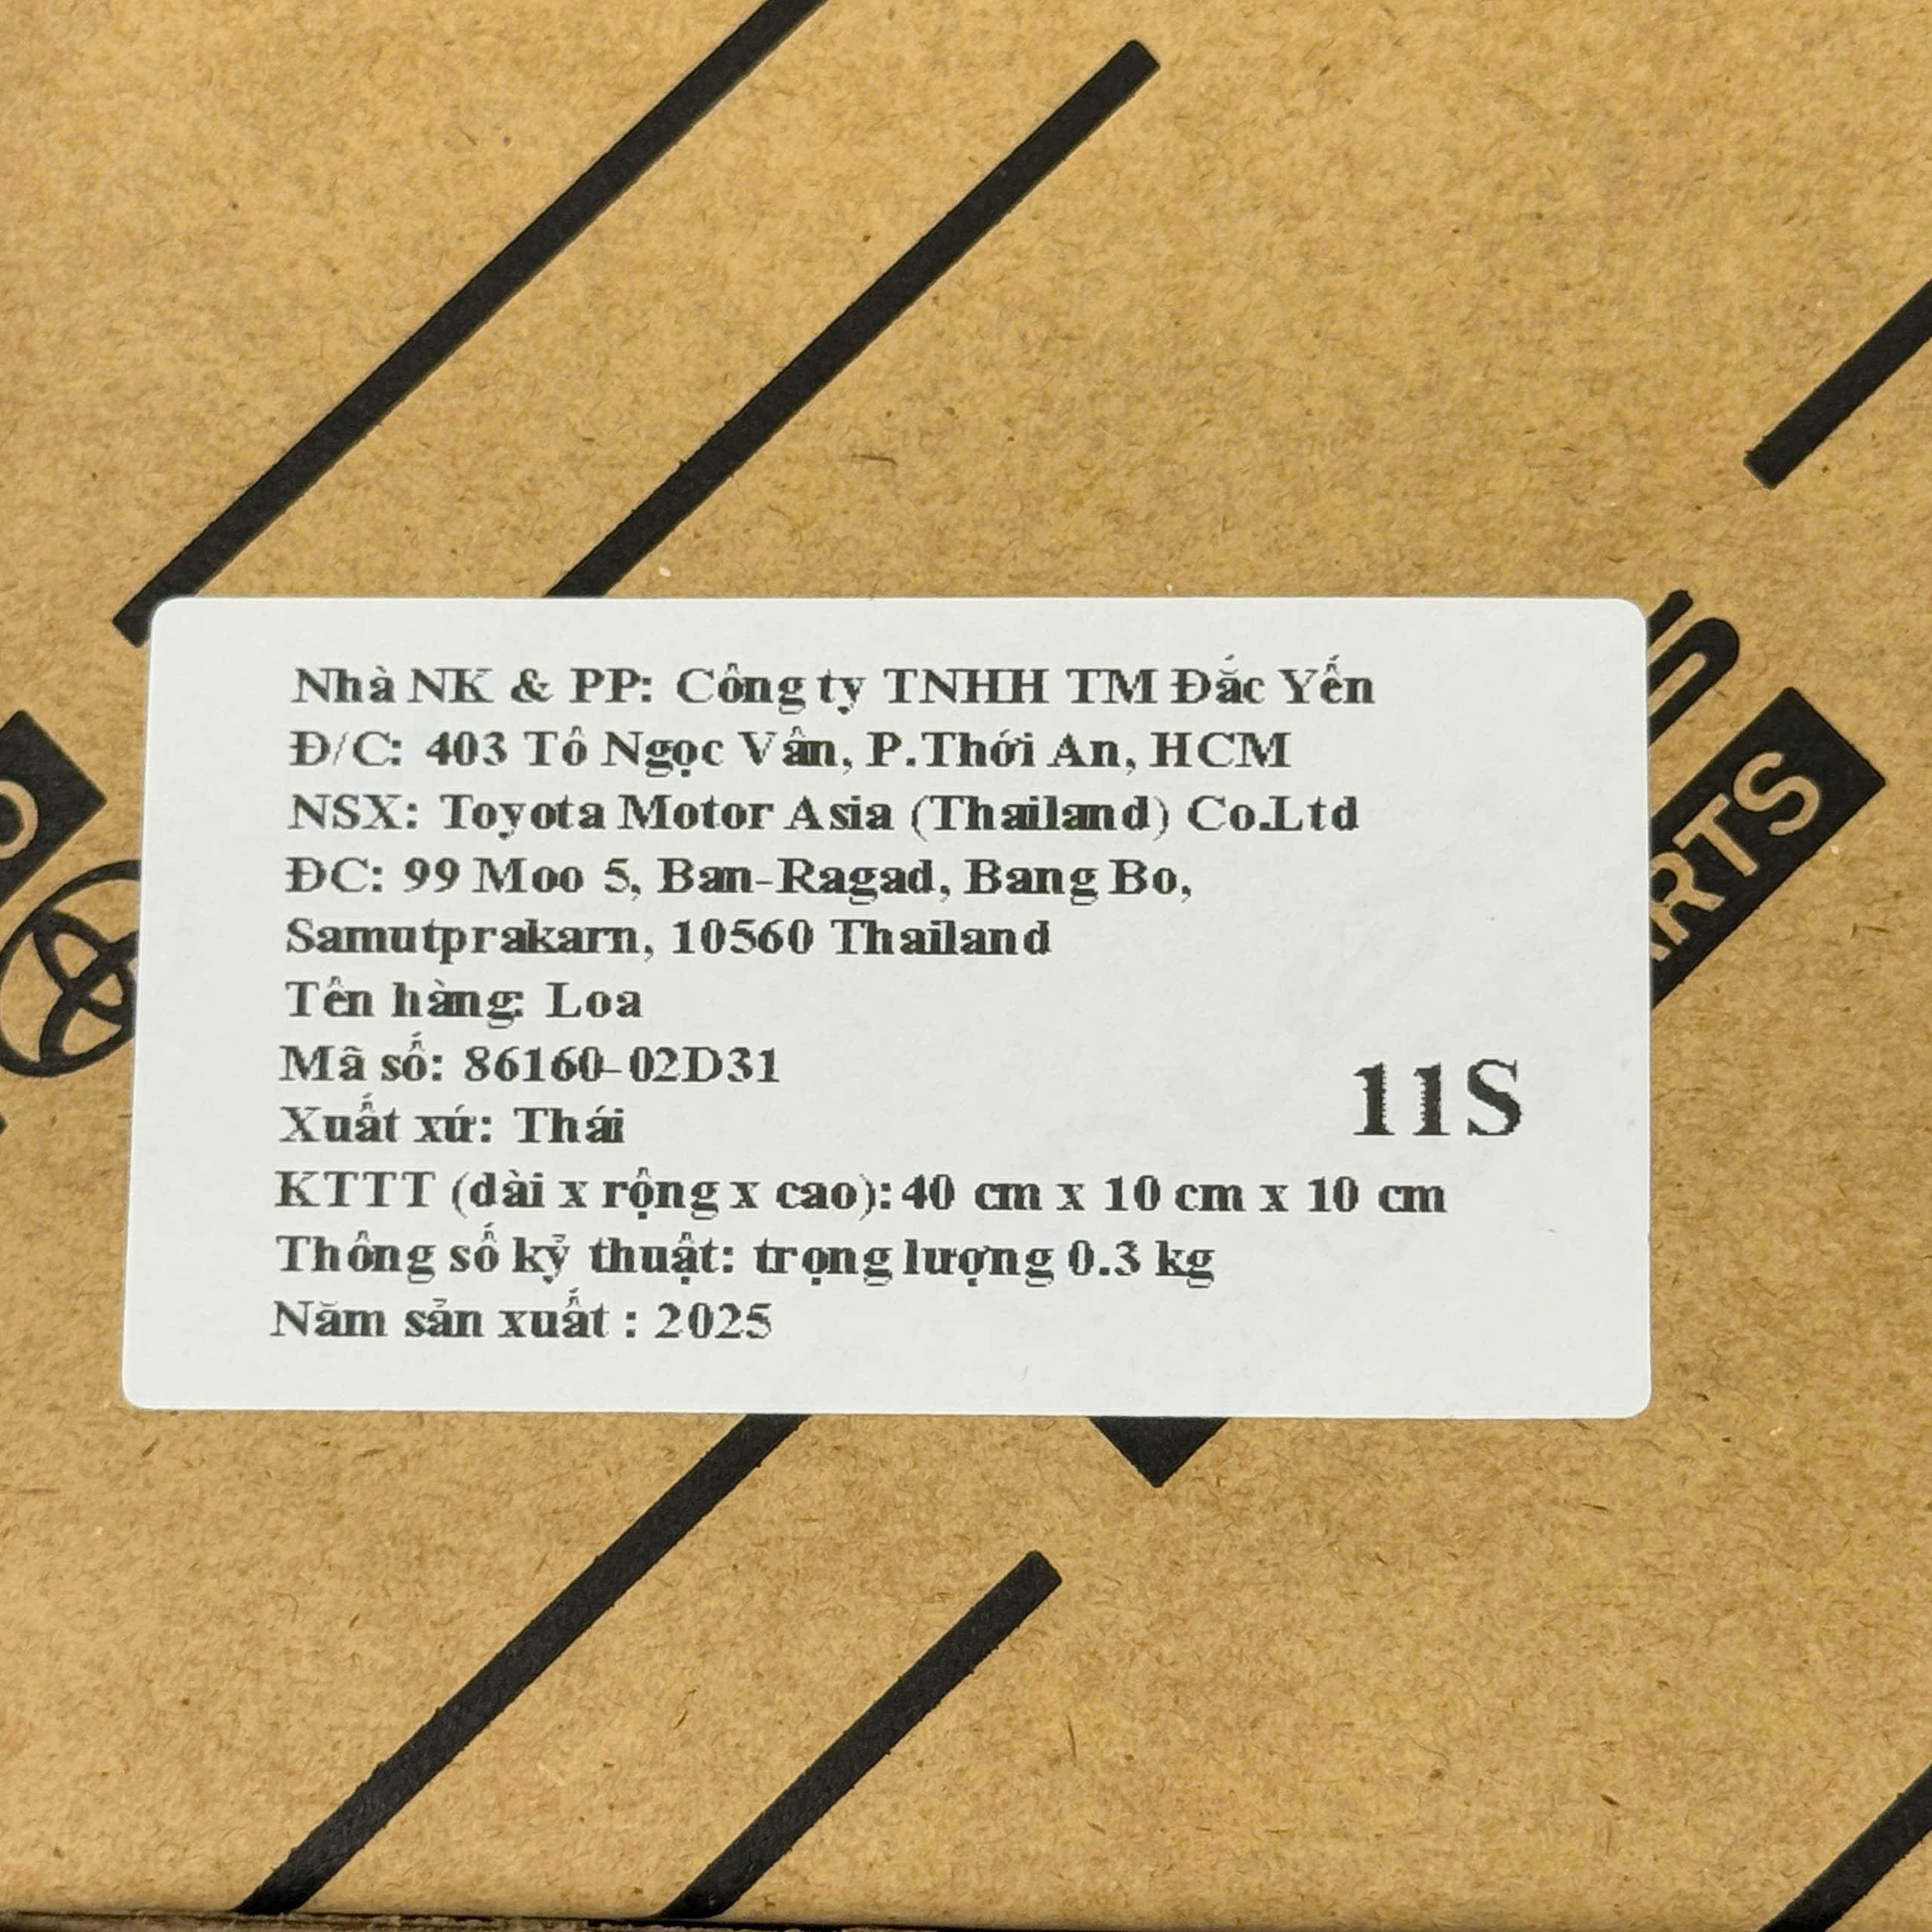 Nhà NK & PP: Công ty TNHH TM Đắc Yến
Đ/C: 403 Tô Ngọc Vân, P.Thới An, HCM
NSX: Toyota Motor Asia (Thailand) Co.Ltd
ĐC: 99 Moo 5, Ban-Ragad, Bang Bo,
Samutprakarn, 10560 Thailand
Tên hàng: Loa
Mã số: 86160-02D31
Xuất xứ: Thái
11S
KTTT (dài x rộng x cao): 40 cm x 10 cm x 10 cm
Thông số kỷ thuật: trọng lượng 0.3 kg
Năm sản xuất : 2025